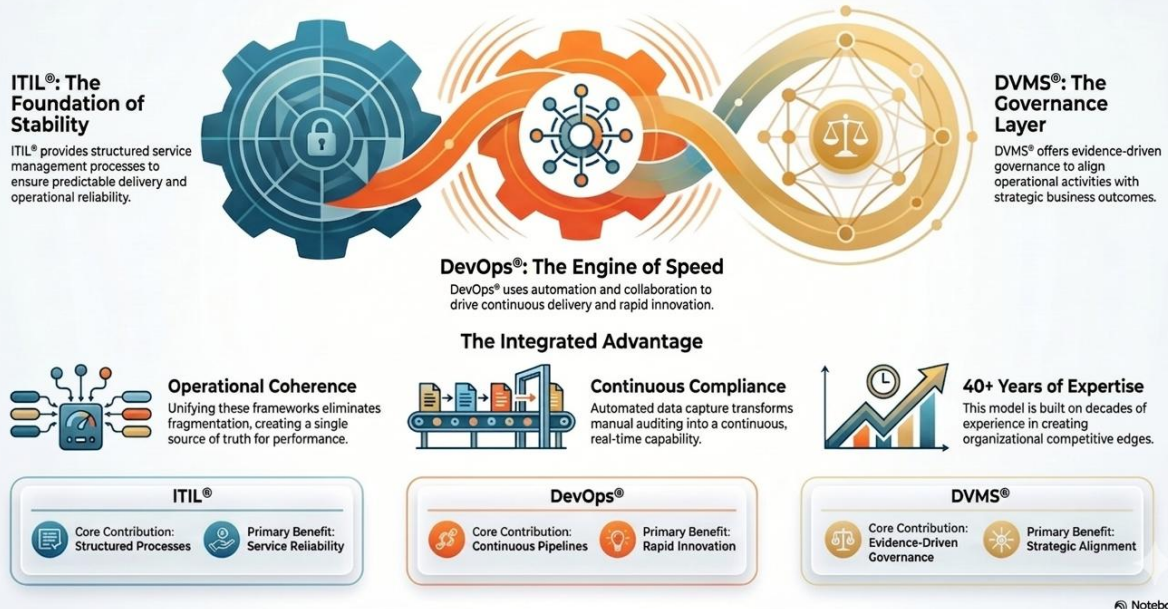 ITIL®: The
Foundation of
Stability
ITIL® provides structured service
management processes to
ensure predictable delivery and
operational reliability.
DVMS®: The
Governance
Layer
DVMS® offers evidence-driven
governance to align
operational activities with
strategic business outcomes.
DevOps®: The Engine of Speed
DevOps® uses automation and collaboration to
drive continuous delivery and rapid innovation.
The Integrated Advantage
Operational Coherence
Unifying these frameworks eliminates
fragmentation, creating a single
source of truth for performance.
Continuous Compliance
Automated data capture transforms
manual auditing into a continuous,
real-time capability.
40+ Years of Expertise
This model is built on decades of
experience in creating
organizational competitive edges.
ITIL®
Core Contribution:
Structured Processes
Primary Benefit:
Service Reliability
DevOps®
Core Contribution:
Continuous Pipelines
Primary Benefit:
Rapid Innovation
DVMS®
Core Contribution:
Evidence-Driven
Governance
Primary Benefit:
Strategic Alignment